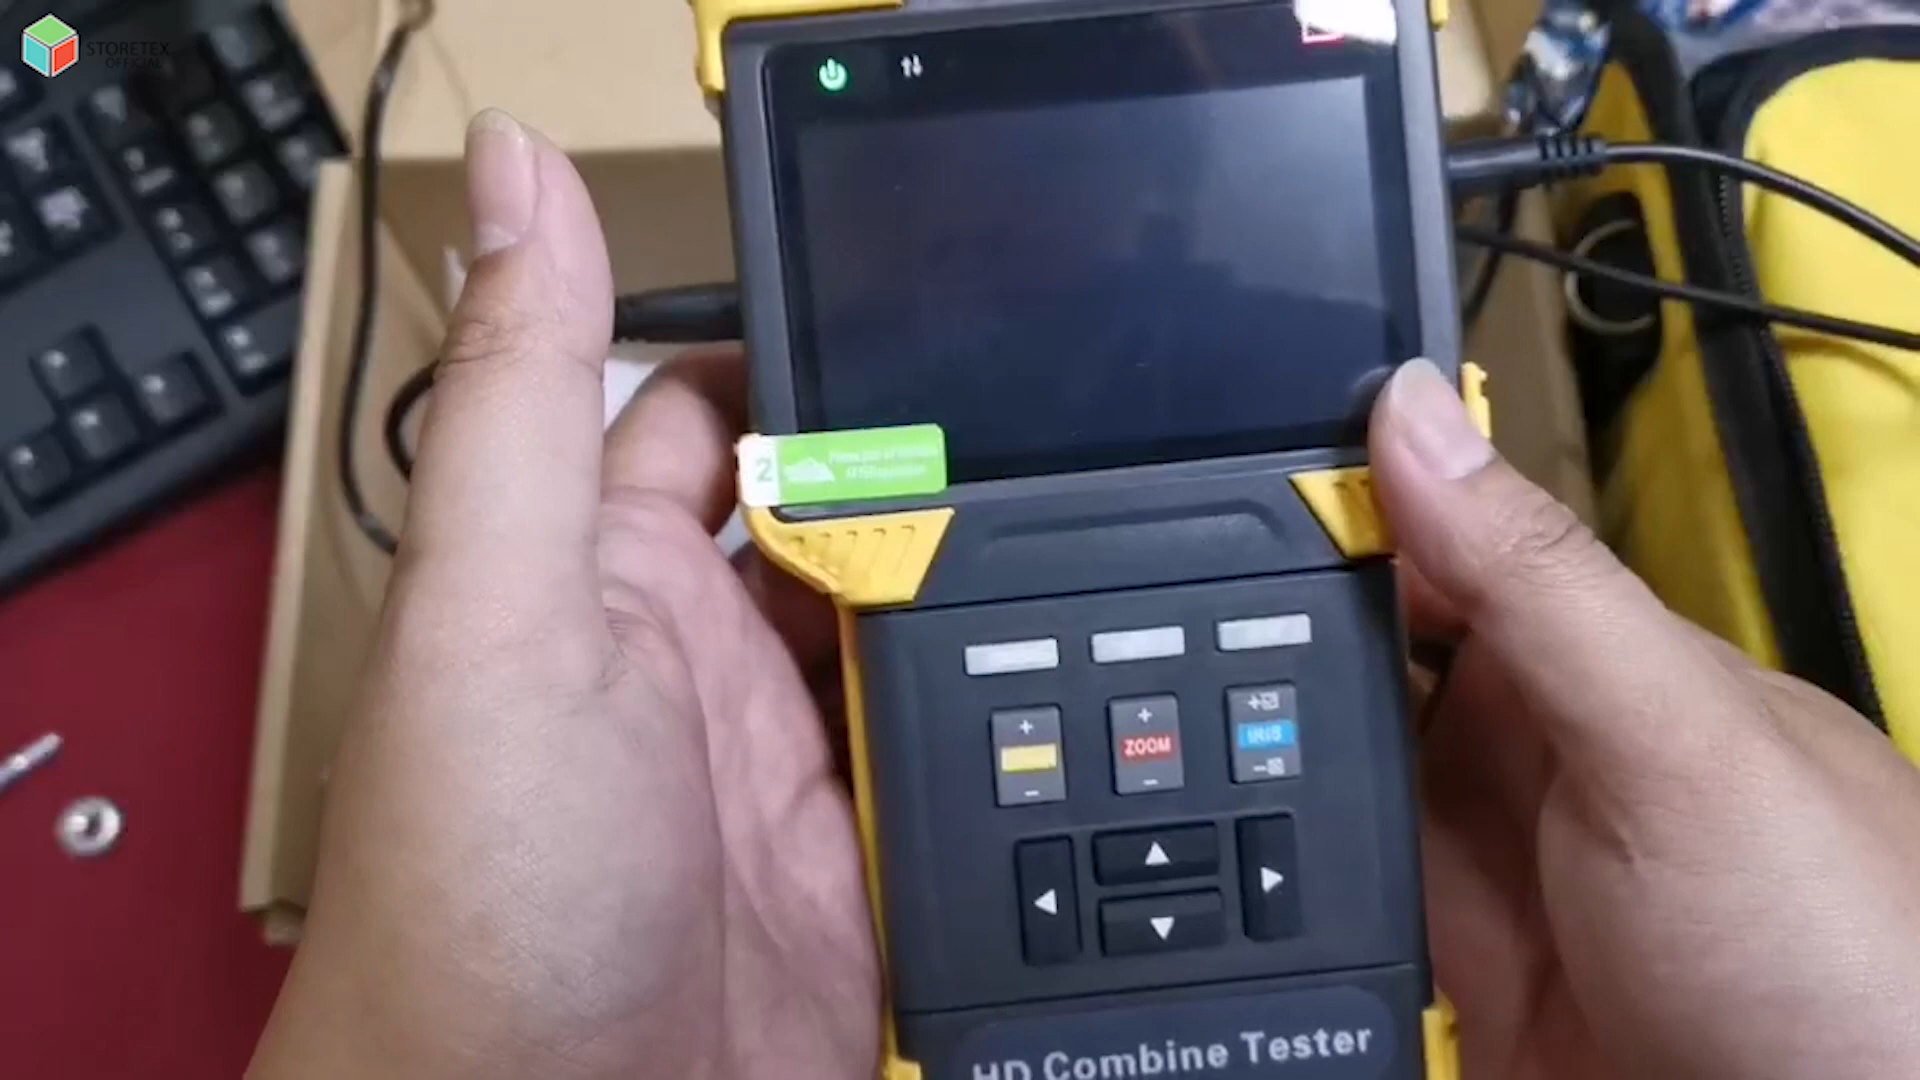 STORETEX
OFFICIAL
2
+
-
+
ZOOM
-
+
IRIS
-
HD Combine Tester